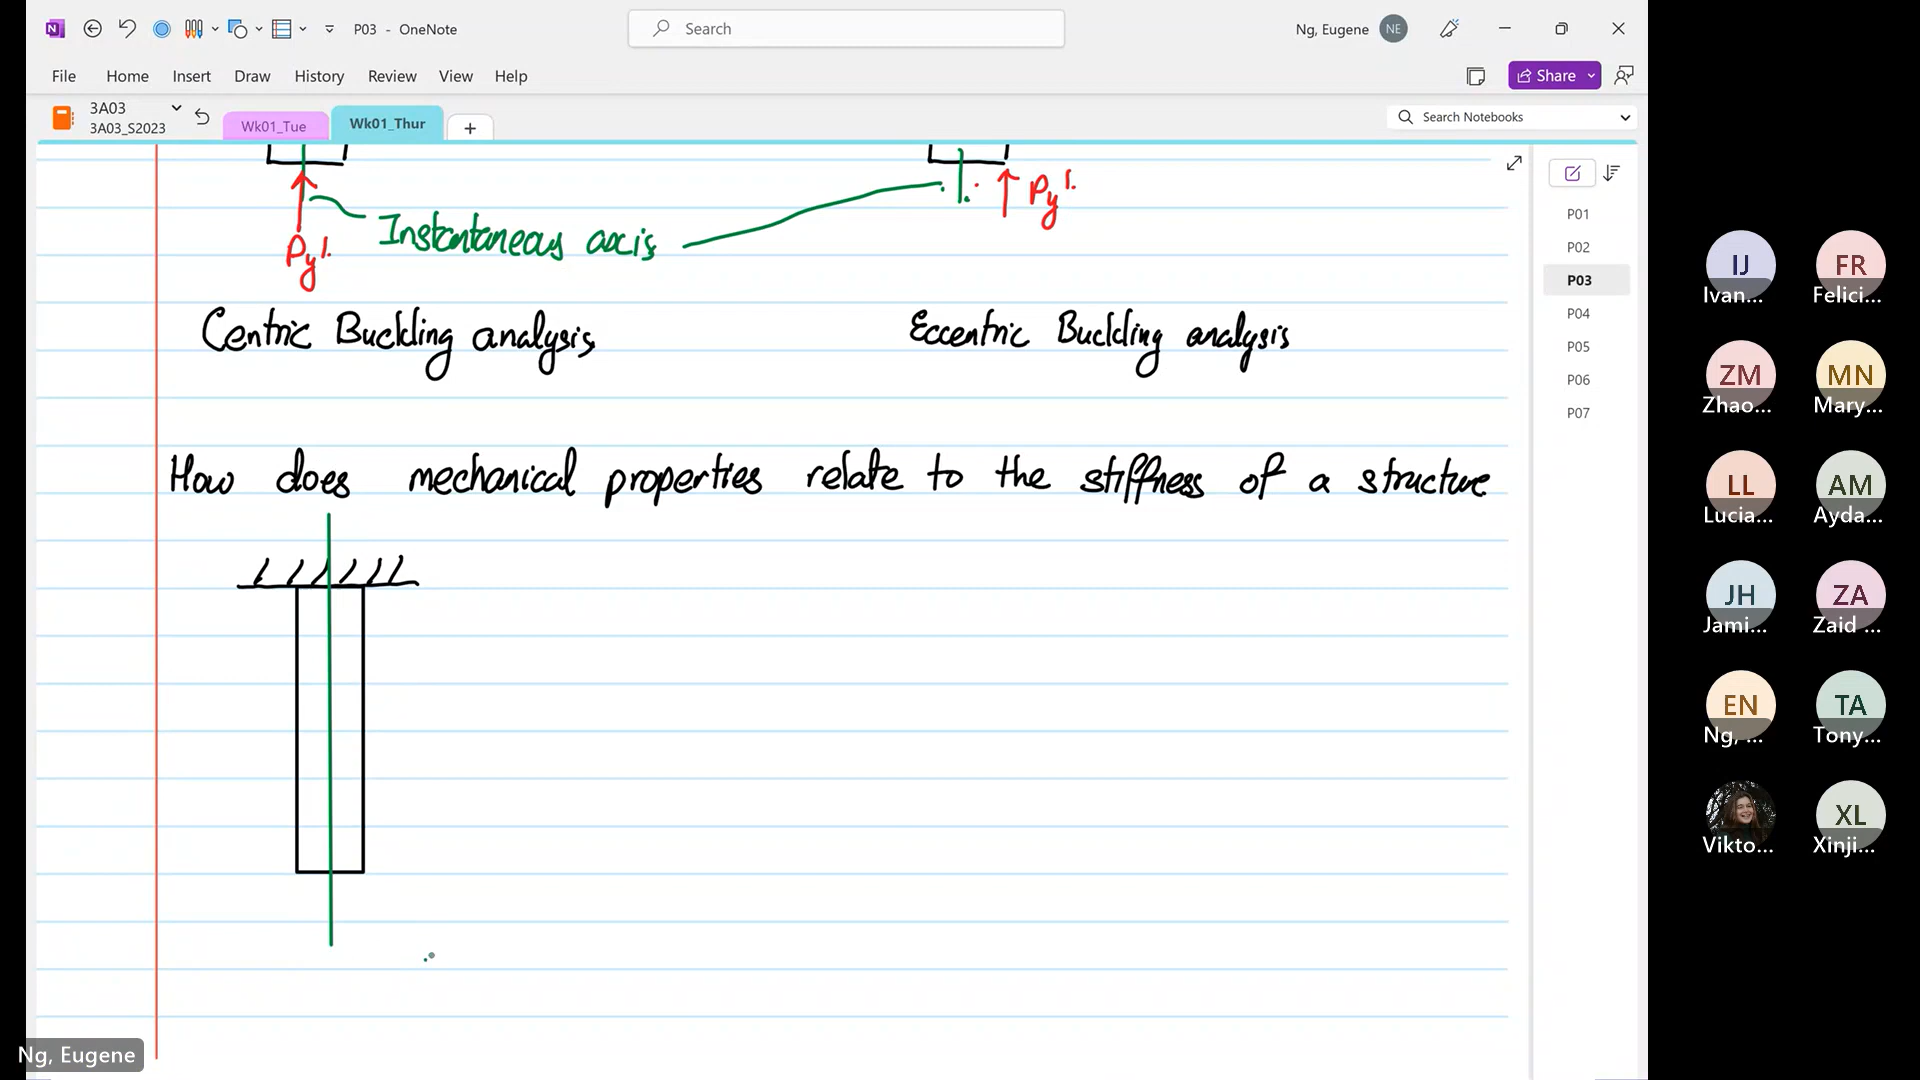 P03 - OneNote
Search
Ng, Eugene
NE
File Home Insert Draw History Review View Help
Share
3A03
3A03_S2023
Wk01_Tue
Wk01_Thur
Search Notebooks
Py!
Instantaneous axis
Py!
Centric Buckling analysis
Eccentric Buckling analysis
How does mechanical properties relate to the stiffness of a structure
P01
P02
P03
P04
P05
P06
P07
IJ FR
Ivan... Felici...
ZM MN
Zhao... Mary...
LL AM
Lucia... Ayda...
JH ZA
Jami... Zaid ...
EN TA
Ng, ... Tony...
XL
Vikto... Xinji...
Ng, Eugene